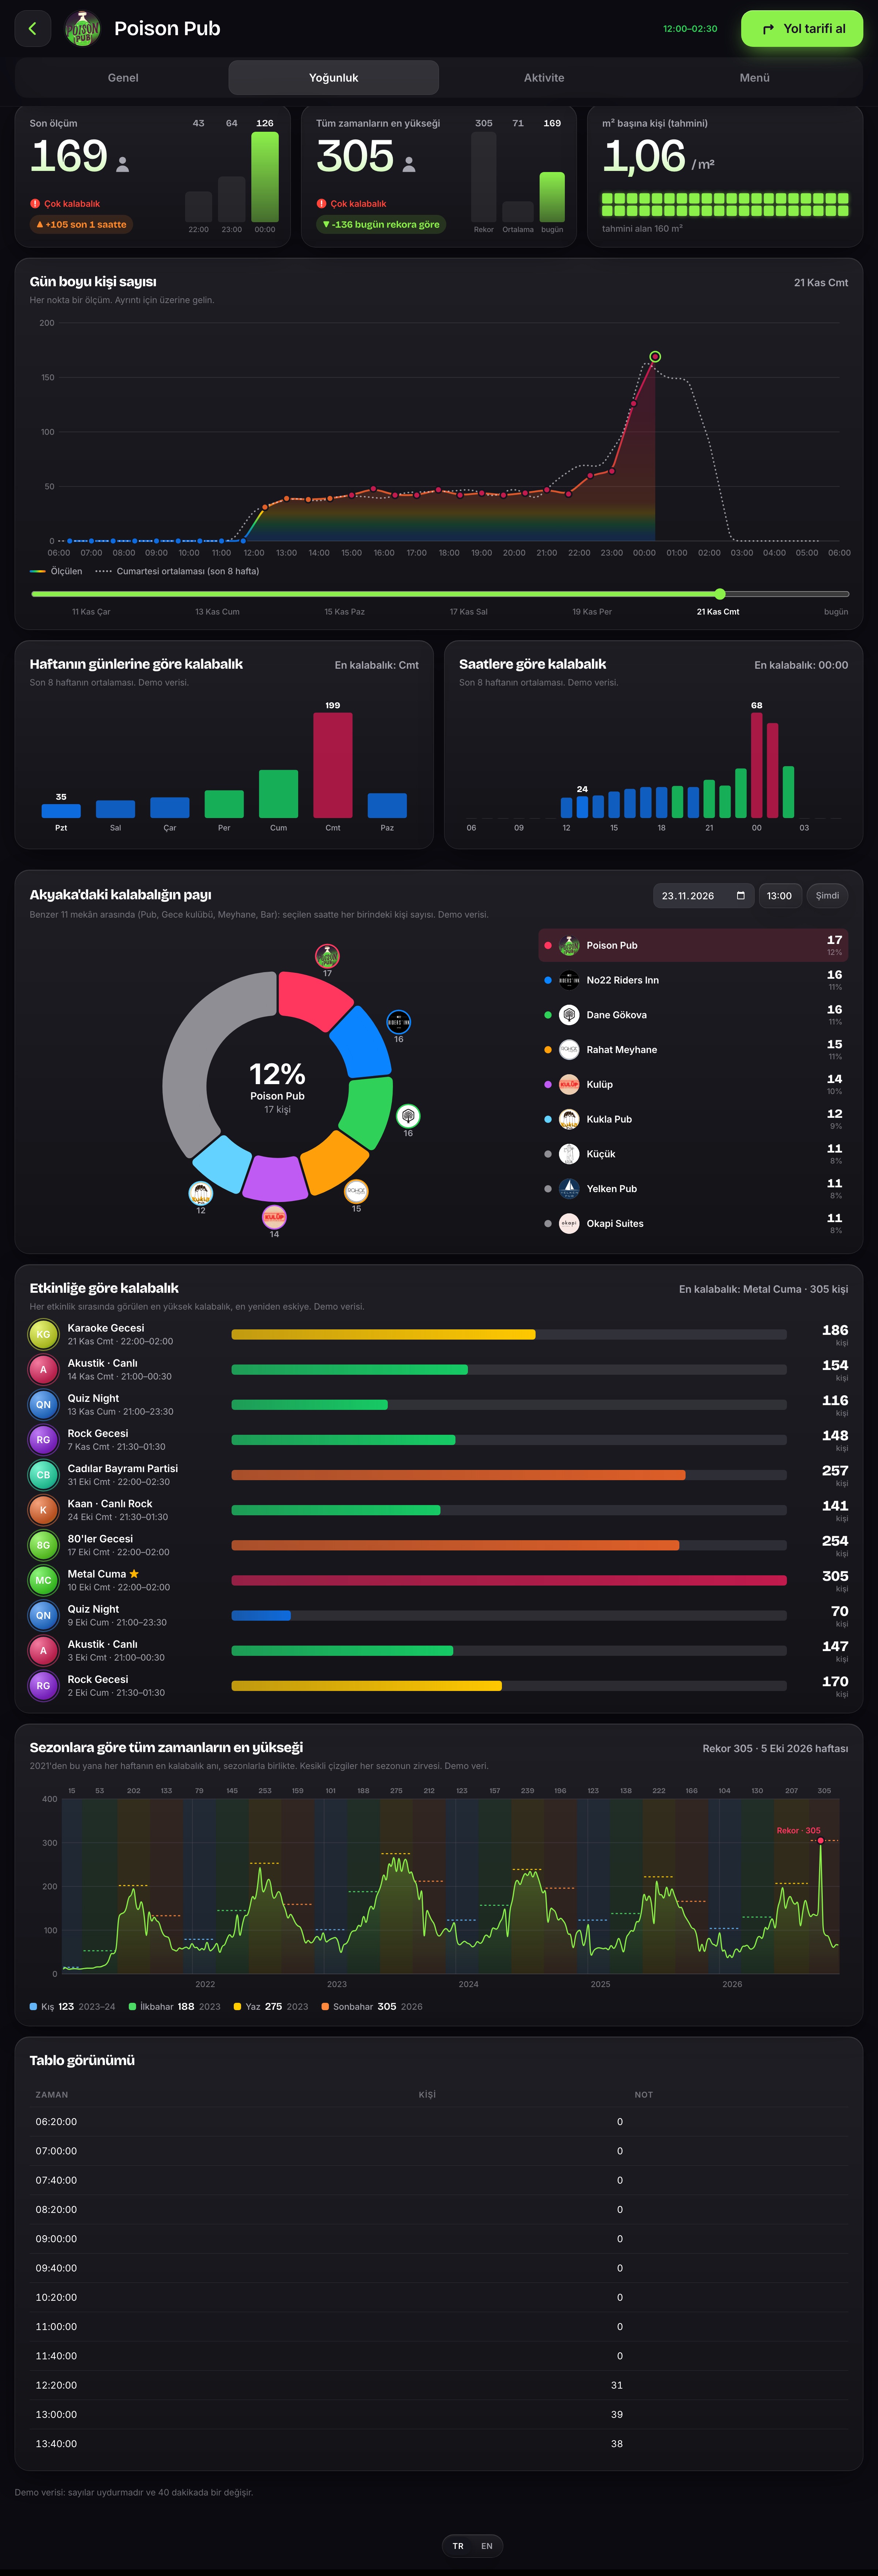 Poison Pub
12:00–02:30
Yol tarifi al
Genel
Yoğunluk
Aktivite
Menü
Son ölçüm
169
Çok kalabalık
▲ +105 son 1 saatte
43 64 126
22:00 23:00 00:00
Tüm zamanların en yükseği
305
Çok kalabalık
▼ -136 bugün rekora göre
305 71 169
Rekor Ortalama bugün
m² başına kişi (tahmini)
1,06 / m²
tahmini alan 160 m²
Gün boyu kişi sayısı
21 Kas Cmt
Her nokta bir ölçüm. Ayrıntı için üzerine gelin.
200
150
100
50
0
06:00 07:00 08:00 09:00 10:00 11:00 12:00 13:00 14:00 15:00 16:00 17:00 18:00 19:00 20:00 21:00 22:00 23:00 00:00 01:00 02:00 03:00 04:00 05:00 06:00
Ölçülen
Cumartesi ortalaması (son 8 hafta)
11 Kas Çar 13 Kas Cum 15 Kas Paz 17 Kas Sal 19 Kas Per 21 Kas Cmt bugün
Haftanın günlerine göre kalabalık
En kalabalık: Cmt
Son 8 haftanın ortalaması. Demo verisi.
35
199
Pzt Sal Çar Per Cum Cmt Paz
Saatlere göre kalabalık
En kalabalık: 00:00
Son 8 haftanın ortalaması. Demo verisi.
24
68
06 09 12 15 18 21 00 03
Akyaka'daki kalabalığın payı
23.11.2026
13:00
Şimdi
Benzer 11 mekân arasında (Pub, Gece kulübü, Meyhane, Bar): seçilen saatte her birindeki kişi sayısı. Demo verisi.
17
16
16
15
14
12
12%
Poison Pub
17 kişi
Poison Pub 17
12%
No22 Riders Inn 16
11%
Dane Gökova 16
11%
Rahat Meyhane 15
11%
Kulüp 14
10%
Kukla Pub 12
9%
Küçük 11
8%
Yelken Pub 11
8%
Okapi Suites 11
8%
Etkinliğe göre kalabalık
En kalabalık: Metal Cuma · 305 kişi
Her etkinlik sırasında görülen en yüksek kalabalık, en yeniden eskiye. Demo verisi.
KG Karaoke Gecesi 186
21 Kas Cmt · 22:00–02:00 kişi
A Akustik · Canlı 154
14 Kas Cmt · 21:00–00:30 kişi
QN Quiz Night 116
13 Kas Cum · 21:00–23:30 kişi
RG Rock Gecesi 148
7 Kas Cmt · 21:30–01:30 kişi
CB Cadılar Bayramı Partisi 257
31 Eki Cmt · 22:00–02:30 kişi
K Kaan · Canlı Rock 141
24 Eki Cmt · 21:30–01:30 kişi
8G 80'ler Gecesi 254
17 Eki Cmt · 22:00–02:00 kişi
MC Metal Cuma ⭐ 305
10 Eki Cmt · 22:00–02:00 kişi
QN Quiz Night 70
9 Eki Cum · 21:00–23:30 kişi
A Akustik · Canlı 147
3 Eki Cmt · 21:00–00:30 kişi
RG Rock Gecesi 170
2 Eki Cum · 21:30–01:30 kişi
Sezonlara göre tüm zamanların en yükseği
Rekor 305 · 5 Eki 2026 haftası
2021'den bu yana her haftanın en kalabalık anı, sezonlarla birlikte. Kesikli çizgiler her sezonun zirvesi. Demo veri.
15 53 202 133 79 145 253 159 101 188 275 212 123 157 239 196 123 138 222 166 104 130 207 305
400
300
200
100
0
Rekor · 305
2022 2023 2024 2025 2026
Kış 123 2023–24
İlkbahar 188 2023
Yaz 275 2023
Sonbahar 305 2026
Tablo görünümü
ZAMAN KİŞİ NOT
06:20:00 0
07:00:00 0
07:40:00 0
08:20:00 0
09:00:00 0
09:40:00 0
10:20:00 0
11:00:00 0
11:40:00 0
12:20:00 31
13:00:00 39
13:40:00 38
Demo verisi: sayılar uydurmadır ve 40 dakikada bir değişir.
TR EN